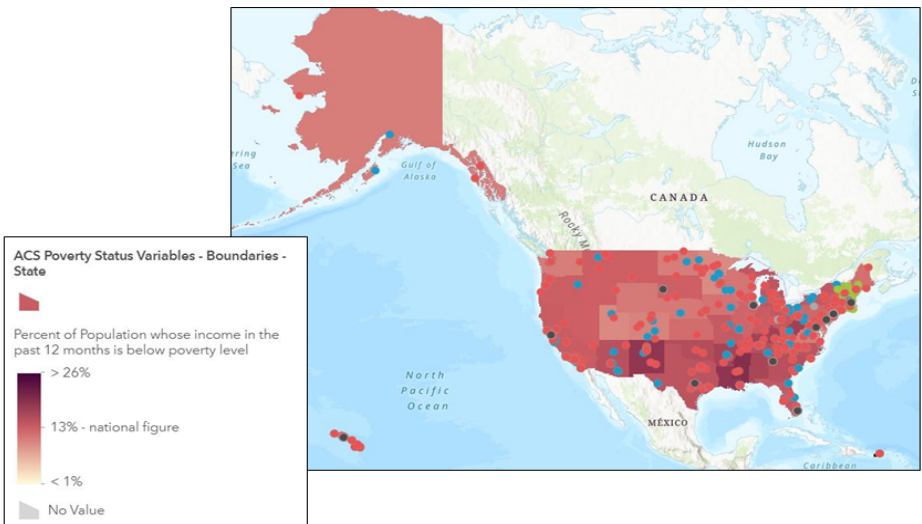 ering
Sea
Gulf of
Alaska
Hudson
Bay
CANADA
Rocky M
ACS Poverty Status Variables - Boundaries -
State
Percent of Population whose income in the
past 12 months is below poverty level
> 26%
13% - national figure
< 1%
No Value
North
Pacific
Ocean
MÉXICO
Caribbean